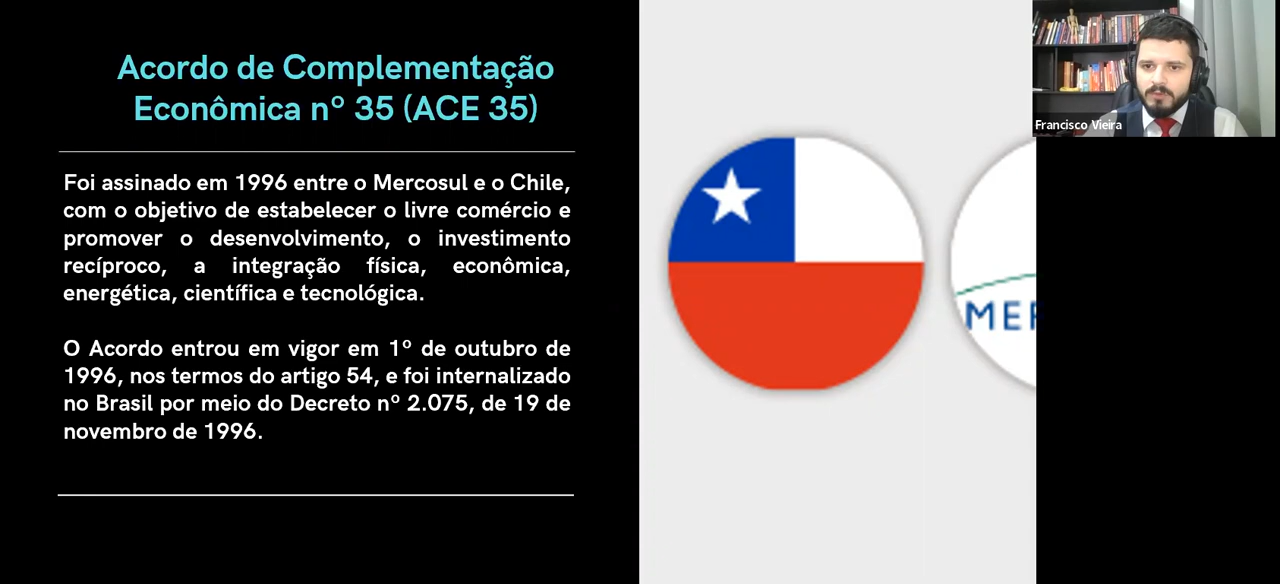 Acordo de Complementação
Econômica nº 35 (ACE 35)
Foi assinado em 1996 entre o Mercosul e o Chile,
com o objetivo de estabelecer o livre comércio e
promover o desenvolvimento, o investimento
recíproco, a integração física, econômica,
energética, científica e tecnológica.
O Acordo entrou em vigor em 1º de outubro de
1996, nos termos do artigo 54, e foi internalizado
no Brasil por meio do Decreto nº 2.075, de 19 de
novembro de 1996.
MER
Francisco Vieira